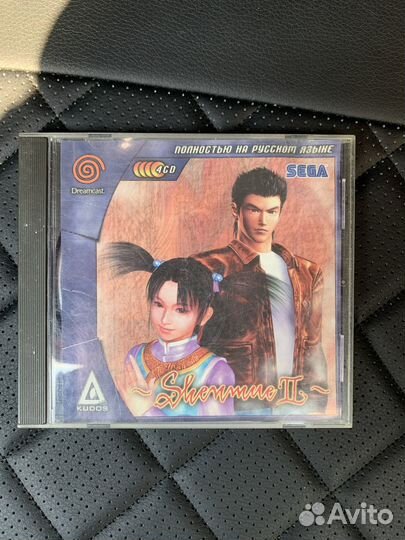 ПОЛНОСТЬЮ НА РУССКОМ ЯЗЫКЕ
4CD
SEGA
Dreamcast
~ Shenmue II ~
KUDOS
Avito